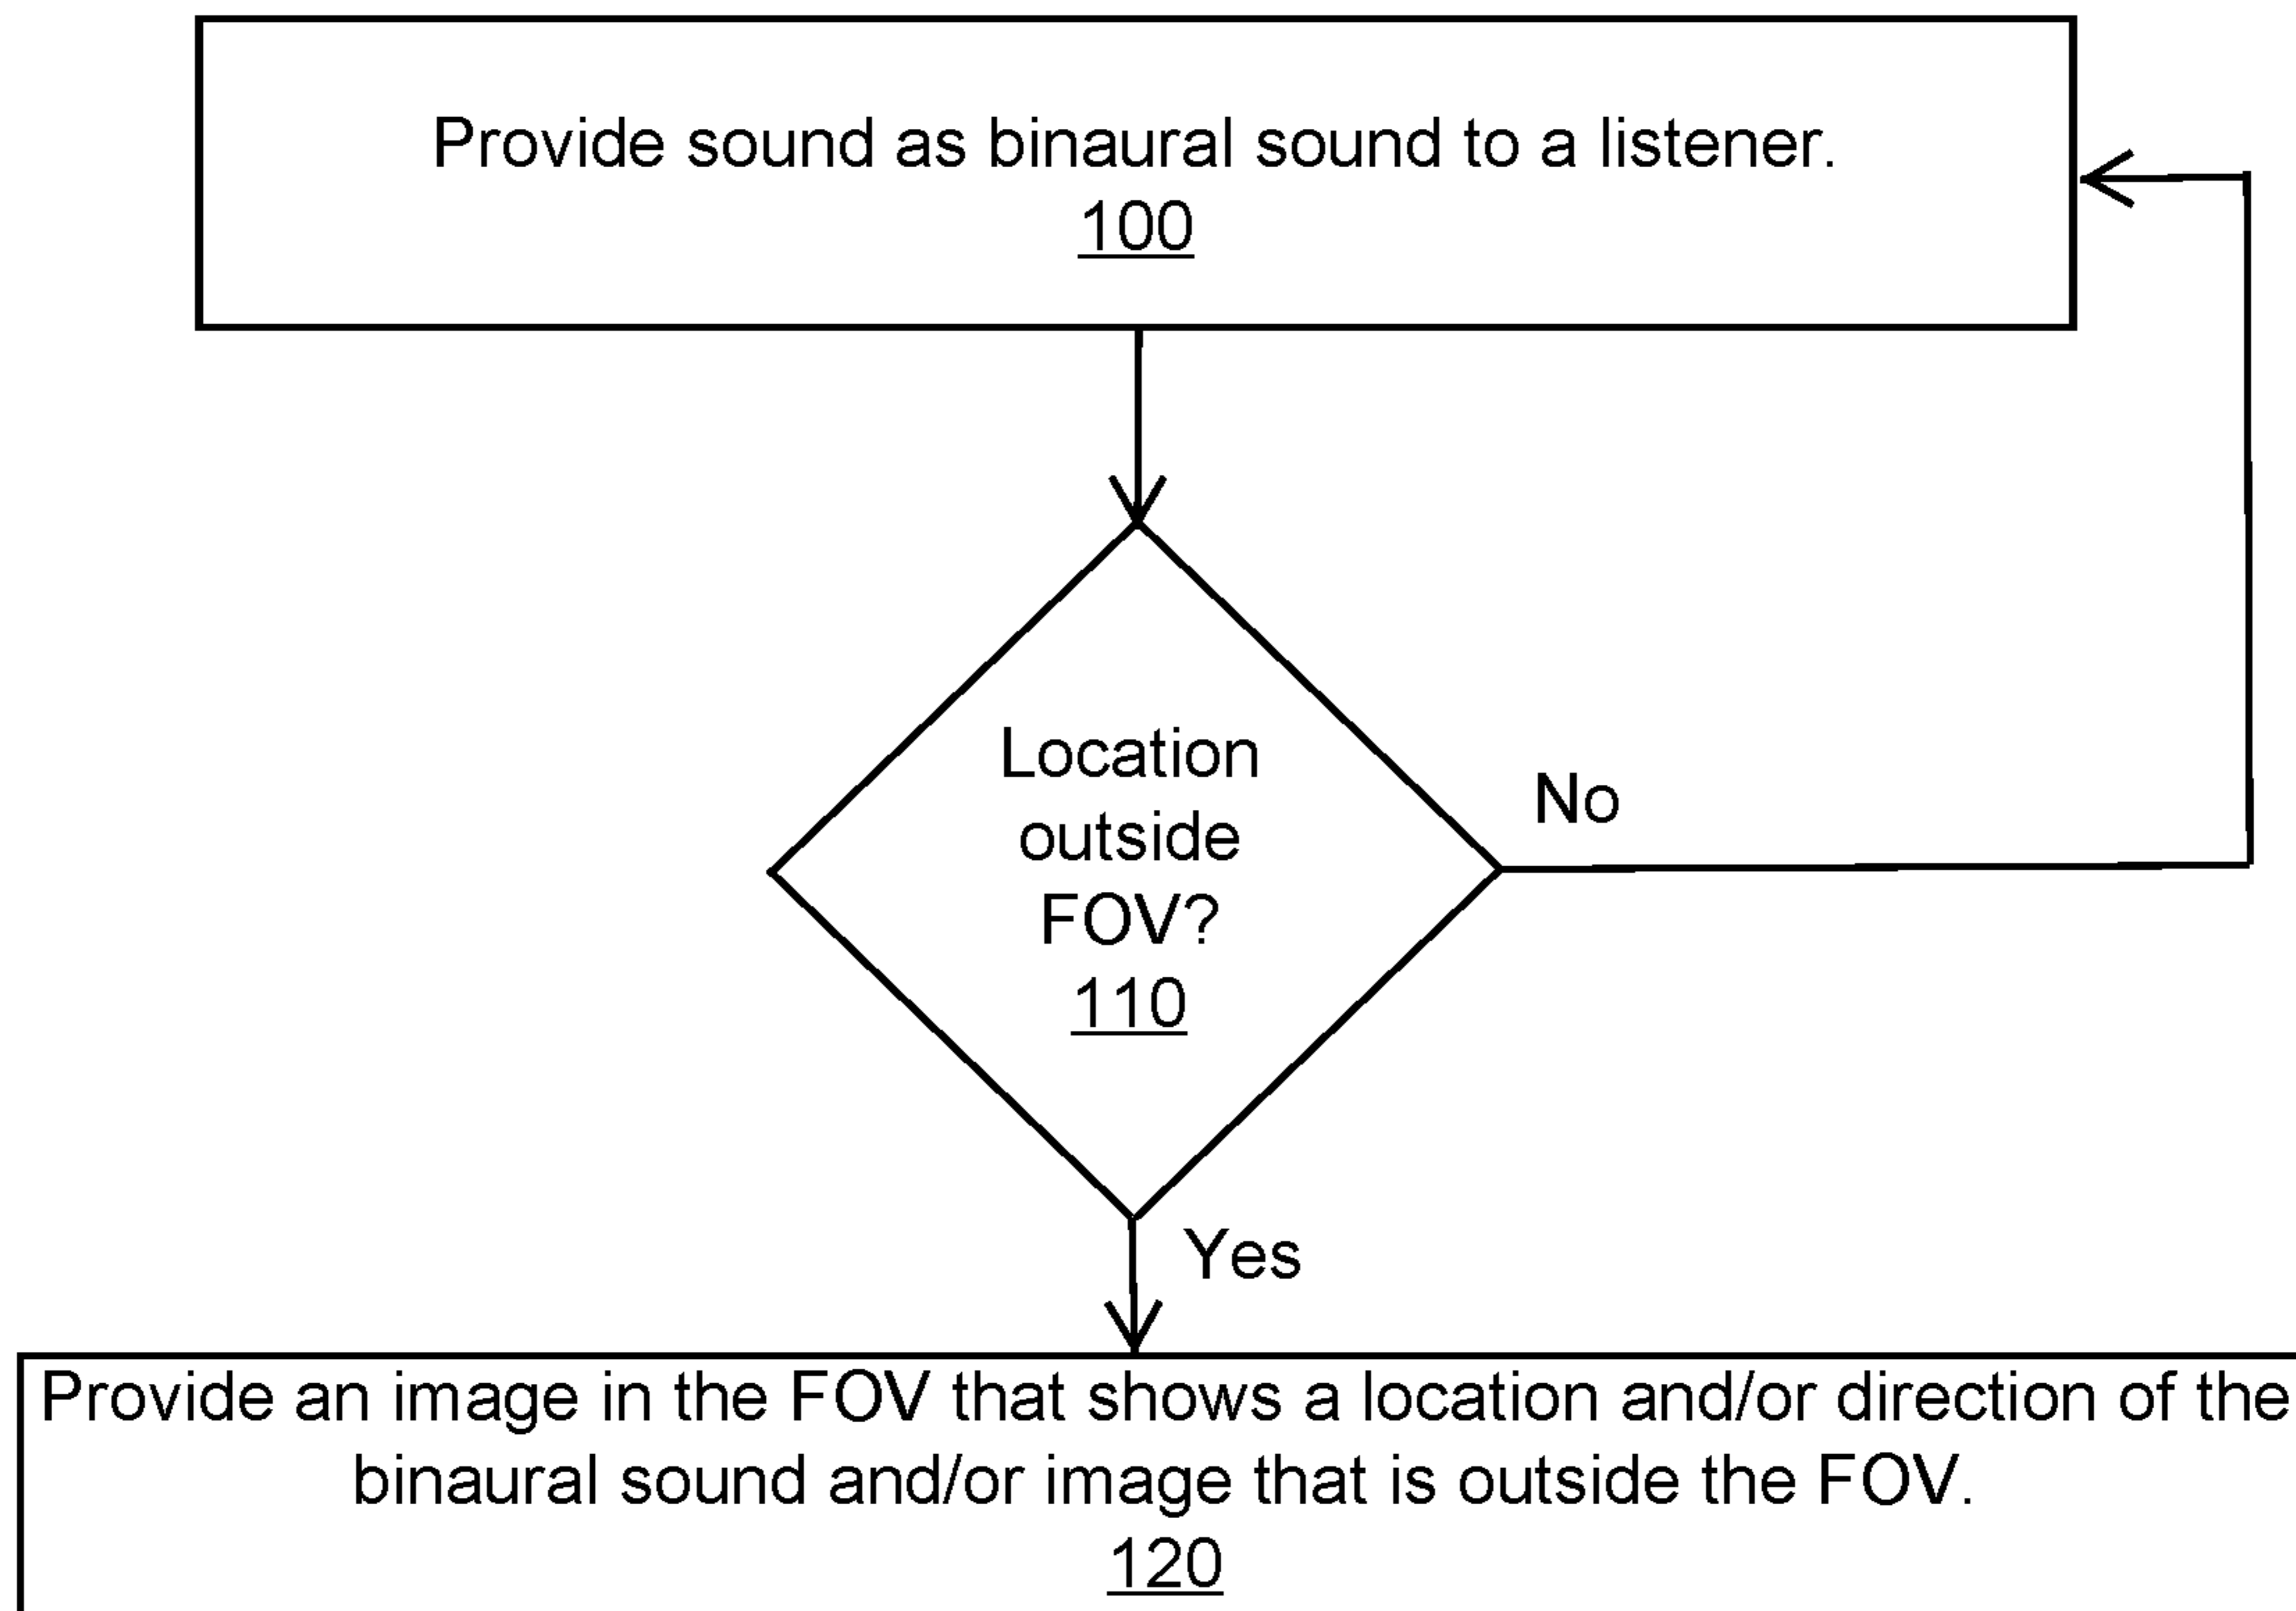 Provide sound as binaural sound to a listener.
100
Location
outside
FOV?
110
No
Yes
Provide an image in the FOV that shows a location and/or direction of the
binaural sound and/or image that is outside the FOV.
120